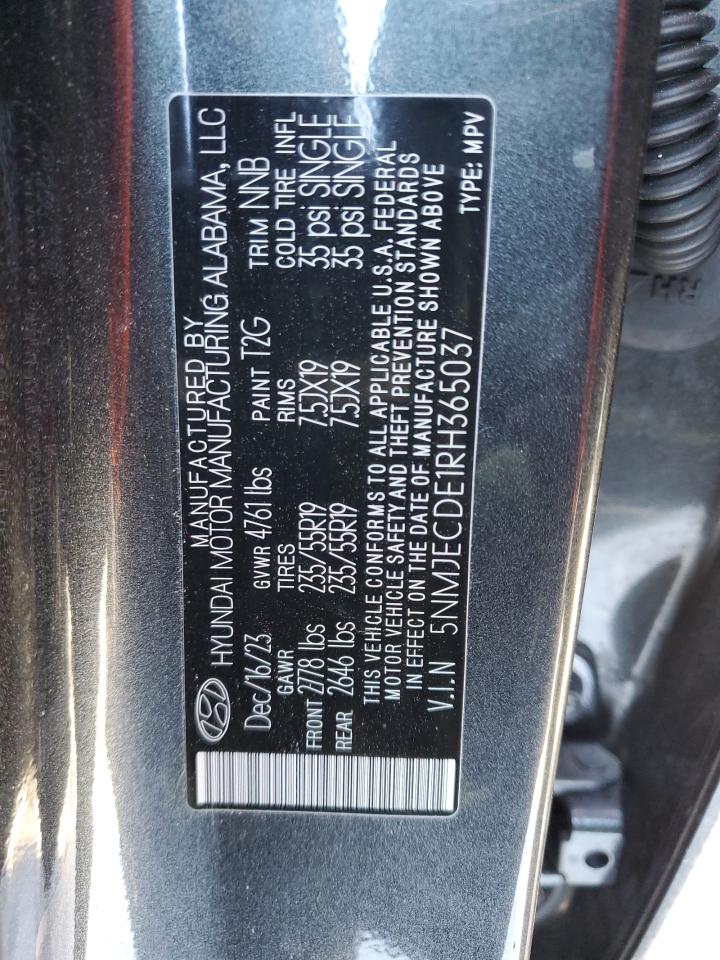 MANUFACTURED BY
HYUNDAI MOTOR MANUFACTURING ALABAMA, LLC
Dec/16/23 GVWR 4761 lbs PAINT T2G TRIM NNB
GAWR TIRES RIMS COLD TIRE INFL
FRONT 2778 lbs 235/55R19 7.5JX19 35 psi SINGLE
REAR 2646 lbs 235/55R19 7.5JX19 35 psi SINGLE
THIS VEHICLE CONFORMS TO ALL APPLICABLE U.S.A. FEDERAL
MOTOR VEHICLE SAFETY AND THEFT PREVENTION STANDARDS
IN EFFECT ON THE DATE OF MANUFACTURE SHOWN ABOVE
V.I.N 5NMJECDE1RH365037 TYPE: MPV
RH